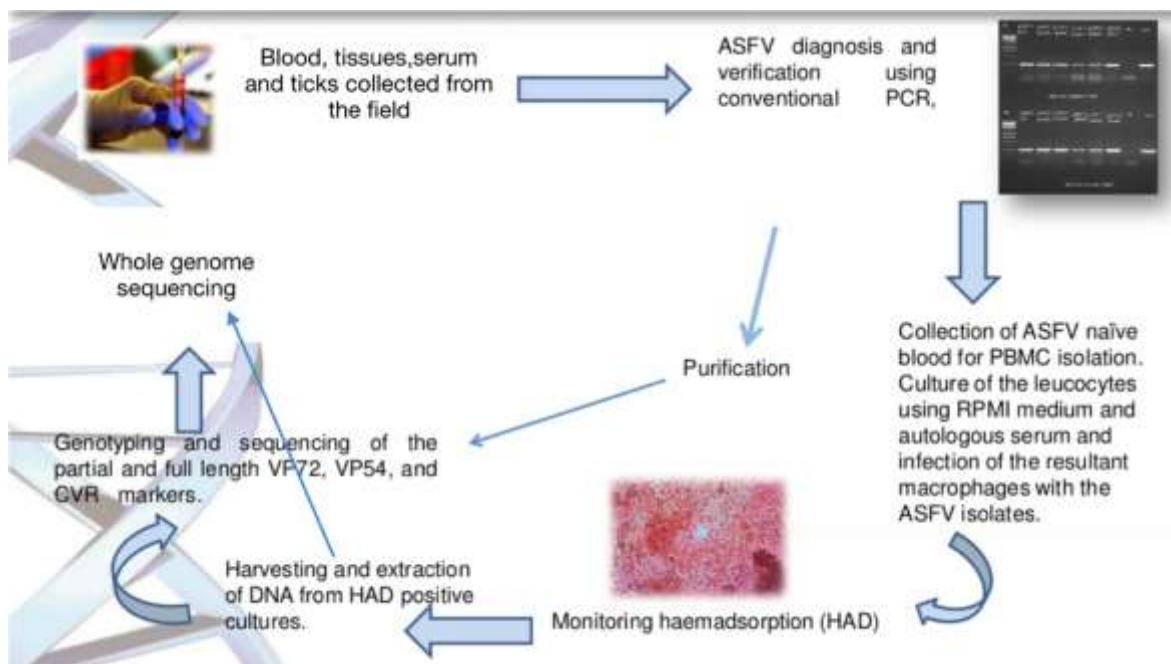 Blood, tissues,serum
and ticks collected from
the field
ASFV diagnosis and
verification using
conventional PCR,
Whole genome
sequencing
Purification
Collection of ASFV naïve
blood for PBMC isolation.
Culture of the leucocytes
using RPMI medium and
autologous serum and
infection of the resultant
macrophages with the
ASFV isolates.
Genotyping and sequencing of the
partial and full length VP72, VP54, and
CVR markers.
Harvesting and extraction
of DNA from HAD positive
cultures.
Monitoring haemadsorption (HAD)